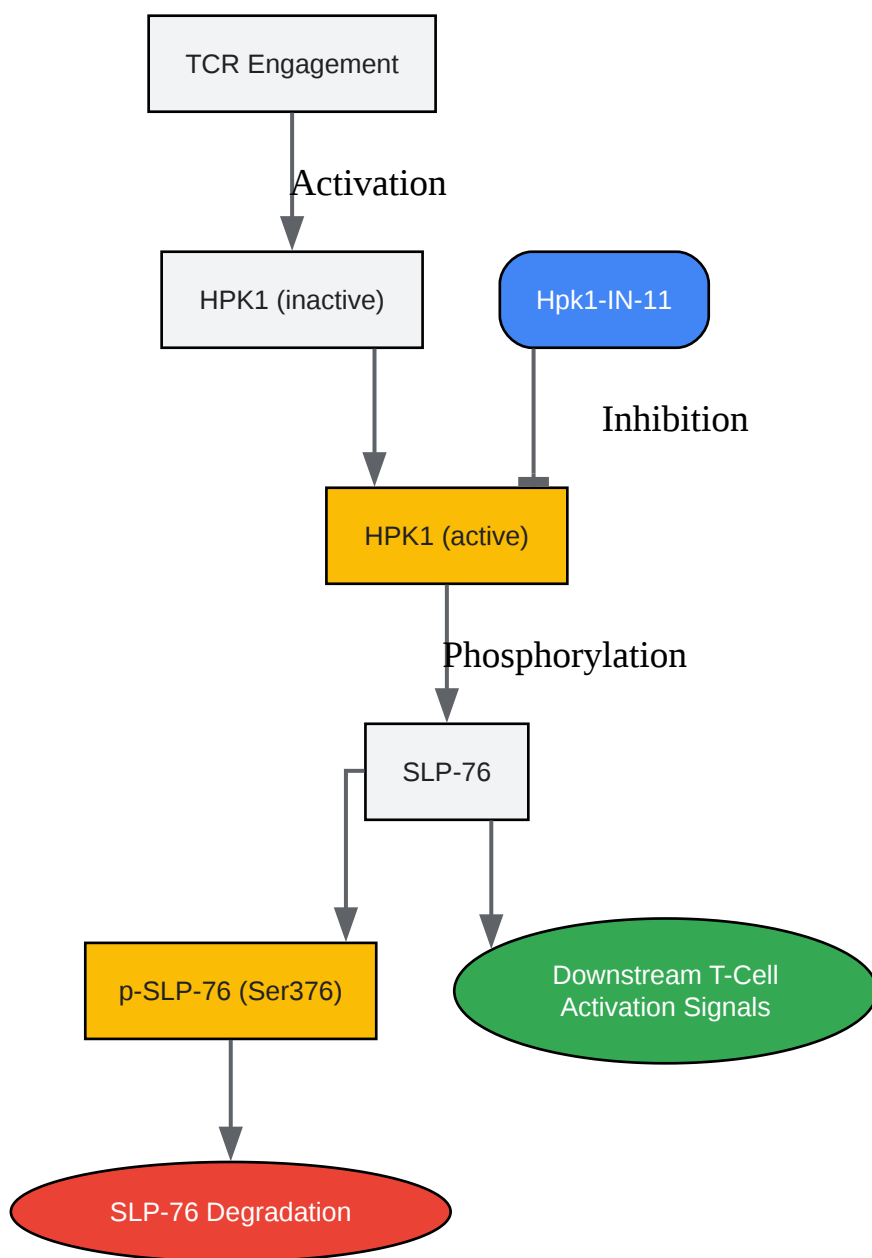 TCR Engagement
Activation
HPK1 (inactive)
Hpk1-IN-11
Inhibition
HPK1 (active)
Phosphorylation
SLP-76
p-SLP-76 (Ser376)
Downstream T-Cell
Activation Signals
SLP-76 Degradation